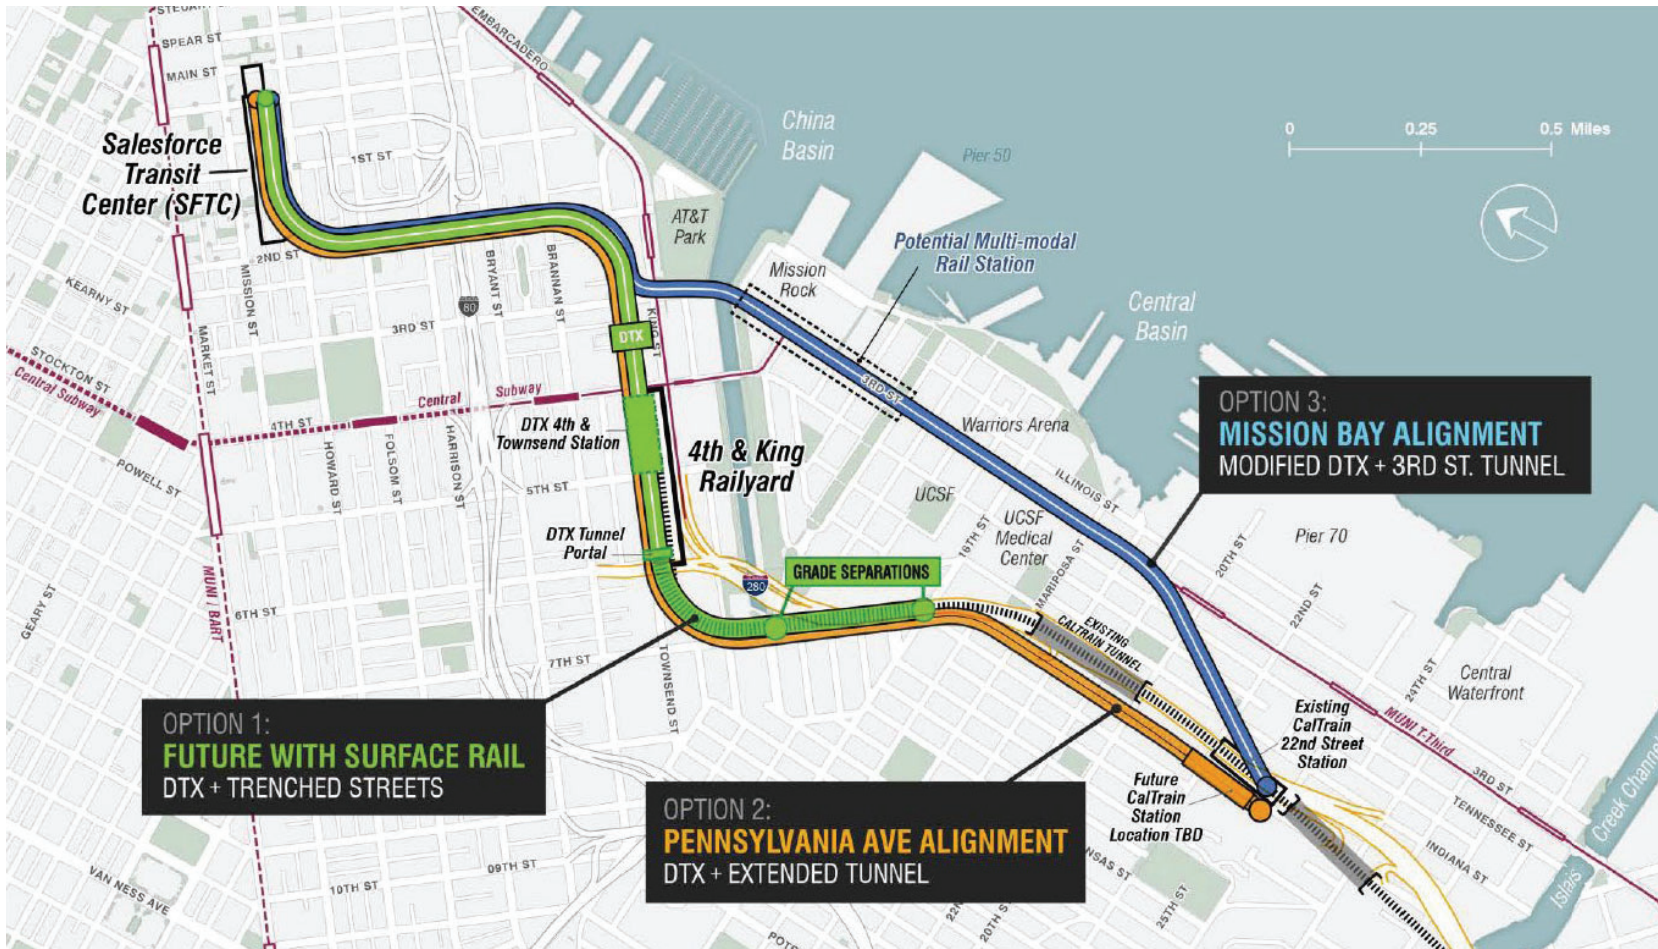 STEUART ST
SPEAR ST
MAIN ST
EMBARCADERO
Salesforce
Transit
Center (SFTC)
1ST ST
2ND ST
MISSION ST
BRYANT ST
BRANNAN ST
80
KEARNY ST
3RD ST
MARKET ST
STOCKTON ST
Central Subway
4TH ST
Central Subway
POWELL ST
HOWARD ST
FOLSOM ST
HARRISON ST
5TH ST
KING ST
DTX
DTX 4th &
Townsend Station
4th & King
Railyard
DTX Tunnel
Portal
AT&T
Park
China
Basin
Pier 50
0 0.25 0.5 Miles
Mission
Rock
Potential Multi-modal
Rail Station
Central
Basin
3RD ST
Warriors Arena
ILLINOIS ST
UCSF
16TH ST
UCSF
Medical
Center
MARIPOSA ST
OPTION 3:
MISSION BAY ALIGNMENT
MODIFIED DTX + 3RD ST. TUNNEL
Pier 70
20TH ST
22ND ST
24TH ST
Central
Waterfront
280
GRADE SEPARATIONS
EXISTING
CALTRAIN TUNNEL
GEARY ST
MUNI / BART
6TH ST
7TH ST
TOWNSEND ST
OPTION 1:
FUTURE WITH SURFACE RAIL
DTX + TRENCHED STREETS
OPTION 2:
PENNSYLVANIA AVE ALIGNMENT
DTX + EXTENDED TUNNEL
Existing
CalTrain
22nd Street
Station
Future
CalTrain
Station
Location TBD
MUNI T-Third
3RD ST
TENNESSEE ST
INDIANA ST
Creek Channel
Islais
VAN NESS AVE
10TH ST
09TH ST
NSAS ST
25TH ST
20TH ST
22N
POT